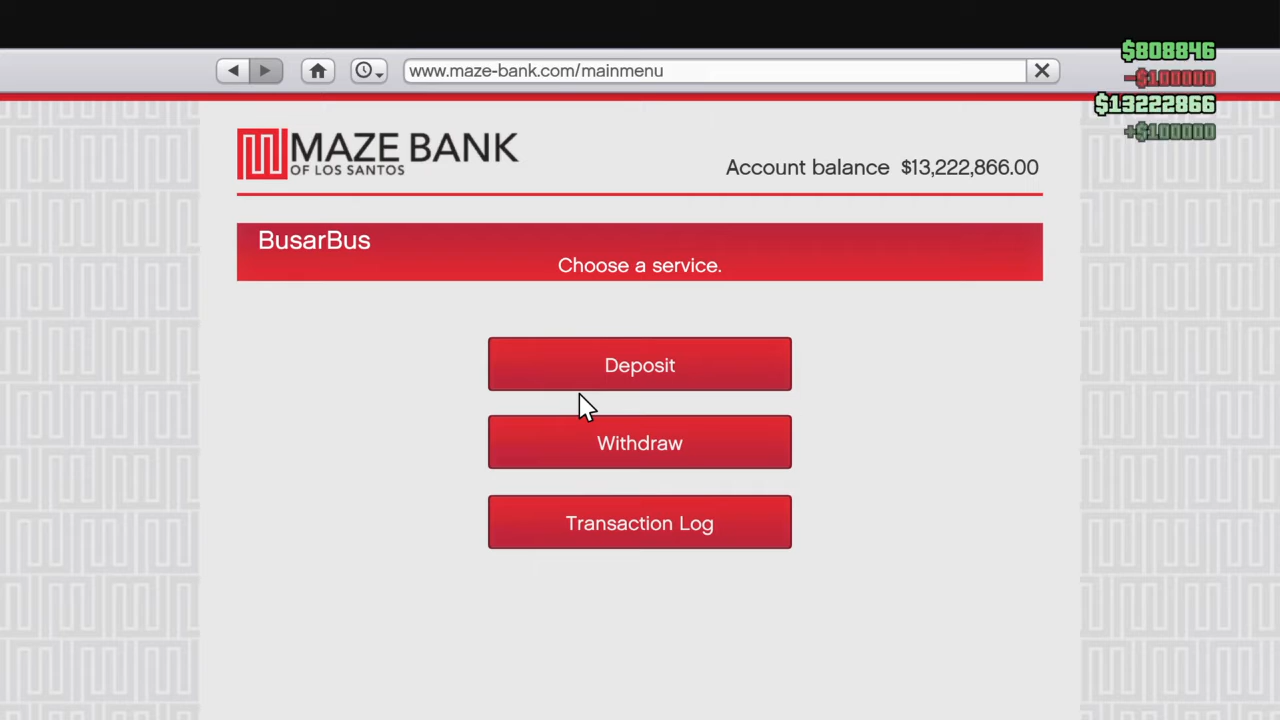 www.maze-bank.com/mainmenu
$808846
-$100000
$13222866
+$100000
MAZE BANK
OF LOS SANTOS
Account balance $13,222,866.00
BusarBus
Choose a service.
Deposit
Withdraw
Transaction Log